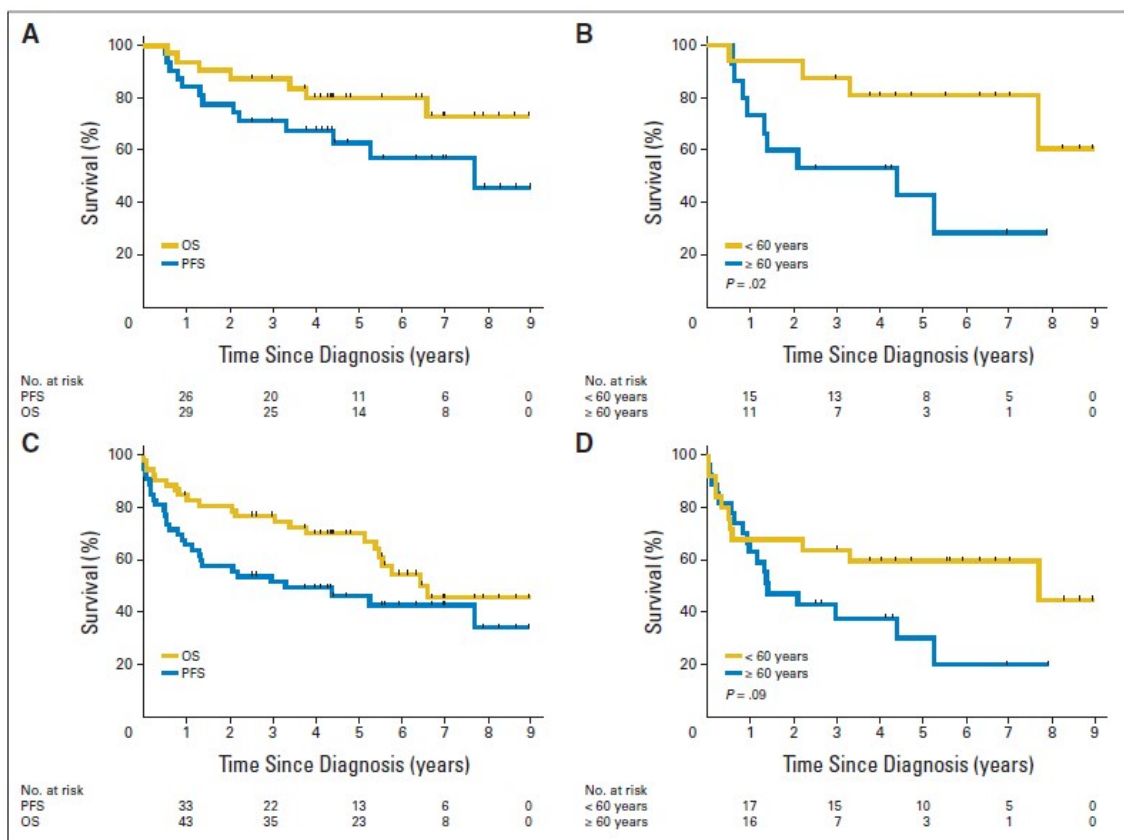 A
Survival (%)
100
80
60
40
20
0
OS
PFS
1 2 3 4 5 6 7 8 9
Time Since Diagnosis (years)
No. at risk
PFS 26 20 11 6 0
OS 29 25 14 8 0
B
Survival (%)
100
80
60
40
20
0
< 60 years
≥ 60 years
P = .02
1 2 3 4 5 6 7 8 9
Time Since Diagnosis (years)
No. at risk
< 60 years 15 13 8 5 0
≥ 60 years 11 7 3 1 0
C
Survival (%)
100
80
60
40
20
0
OS
PFS
1 2 3 4 5 6 7 8 9
Time Since Diagnosis (years)
No. at risk
PFS 33 22 13 6 0
OS 43 35 23 8 0
D
Survival (%)
100
80
60
40
20
0
< 60 years
≥ 60 years
P = .09
1 2 3 4 5 6 7 8 9
Time Since Diagnosis (years)
No. at risk
< 60 years 17 15 10 5 0
≥ 60 years 16 7 3 1 0